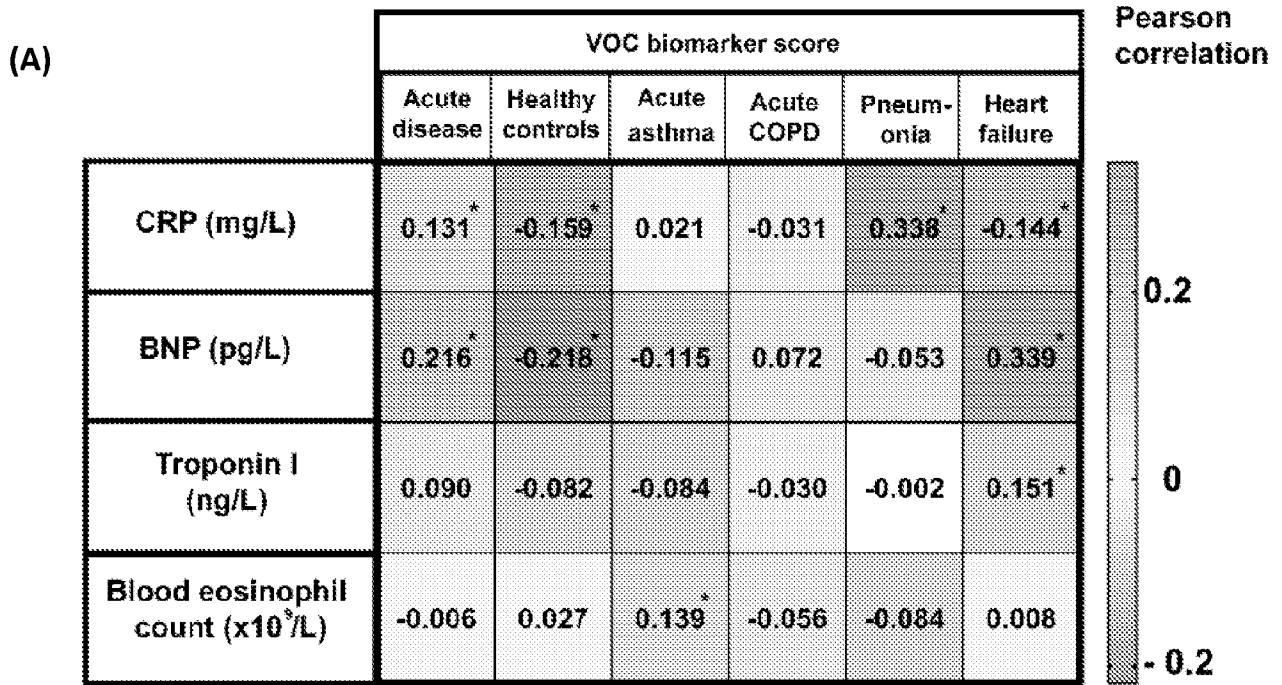 (A)
VOC biomarker score
Pearson
correlation
Acute
disease
Healthy
controls
Acute
asthma
Acute
COPD
Pneum-
onia
Heart
failure
CRP (mg/L)
0.131* -0.159* 0.021 -0.031 0.338* -0.144*
0.2
BNP (pg/L)
0.216* -0.218* -0.115 0.072 -0.053 0.339*
Troponin I
(ng/L)
0.090 -0.082 -0.084 -0.030 -0.002 0.151*
0
Blood eosinophil
count (x10⁹/L)
-0.006 0.027 0.139* -0.056 -0.084 0.008
- 0.2